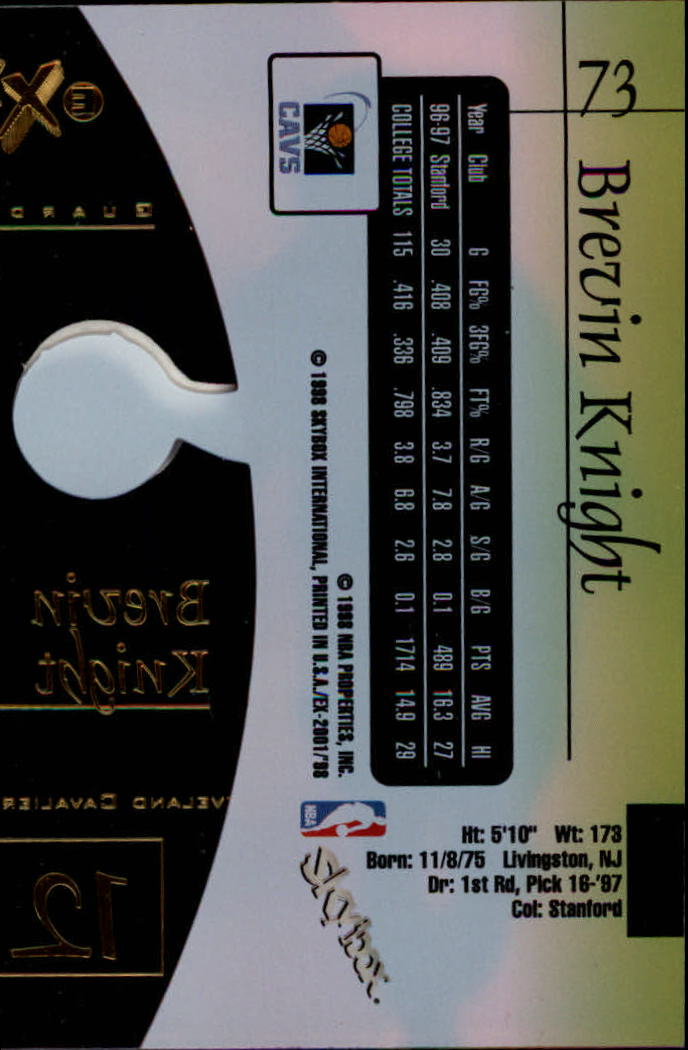 73 Brevin Knight
Year Club G FG% 3FG% FT% R/G A/G S/G B/G PTS AVG HI
96-97 Stanford 30 .408 .409 .834 3.7 7.8 2.8 0.1 489 16.3 27
COLLEGE TOTALS 115 .416 .336 .798 3.8 6.8 2.6 0.1 1714 14.9 29
CAVS
© 1998 NBA PROPERTIES, INC.
© 1998 SKYBOX INTERNATIONAL, PRINTED IN U.S.A./EX-2001/'98
NBA
Ht: 5'10" Wt: 173
Born: 11/8/75 Livingston, NJ
Dr: 1st Rd, Pick 16-'97
Col: Stanford
skybox
X
GUARD
Brevin
Knight
VELAND CAVALIER
12